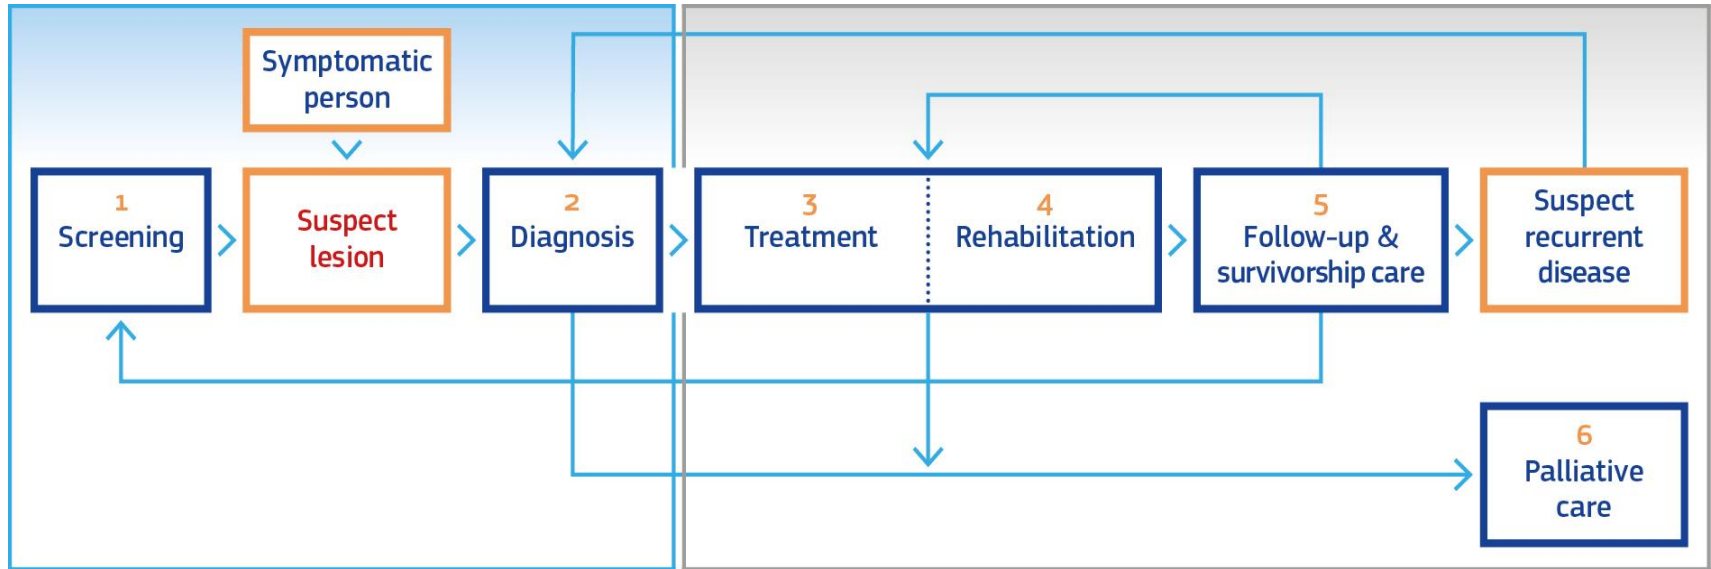 Symptomatic
person
1
Screening
Suspect
lesion
2
Diagnosis
3
Treatment
4
Rehabilitation
5
Follow-up &
survivorship care
Suspect
recurrent
disease
6
Palliative
care